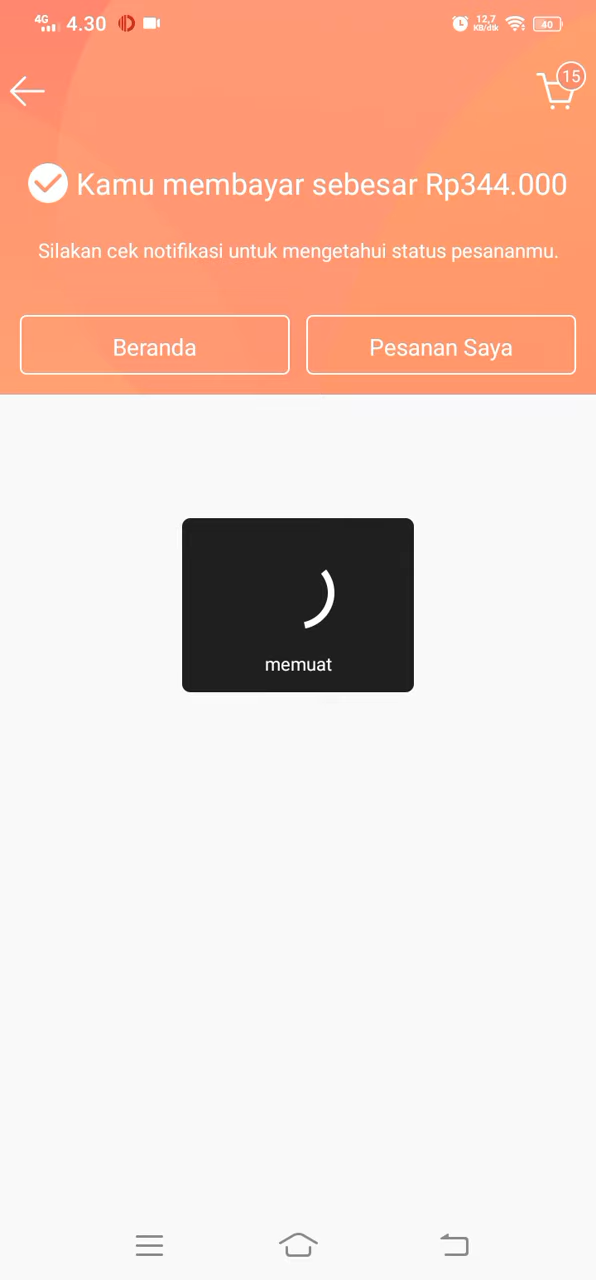 4G 4.30 12,7 KB/dtk 40
15
Kamu membayar sebesar Rp344.000
Silakan cek notifikasi untuk mengetahui status pesananmu.
Beranda Pesanan Saya
memuat